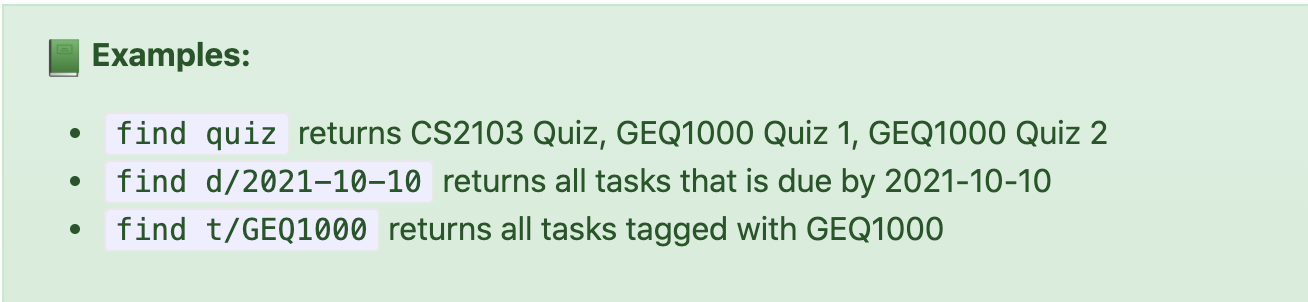 Examples:
find quiz returns CS2103 Quiz, GEQ1000 Quiz 1, GEQ1000 Quiz 2
find d/2021-10-10 returns all tasks that is due by 2021-10-10
find t/GEQ1000 returns all tasks tagged with GEQ1000